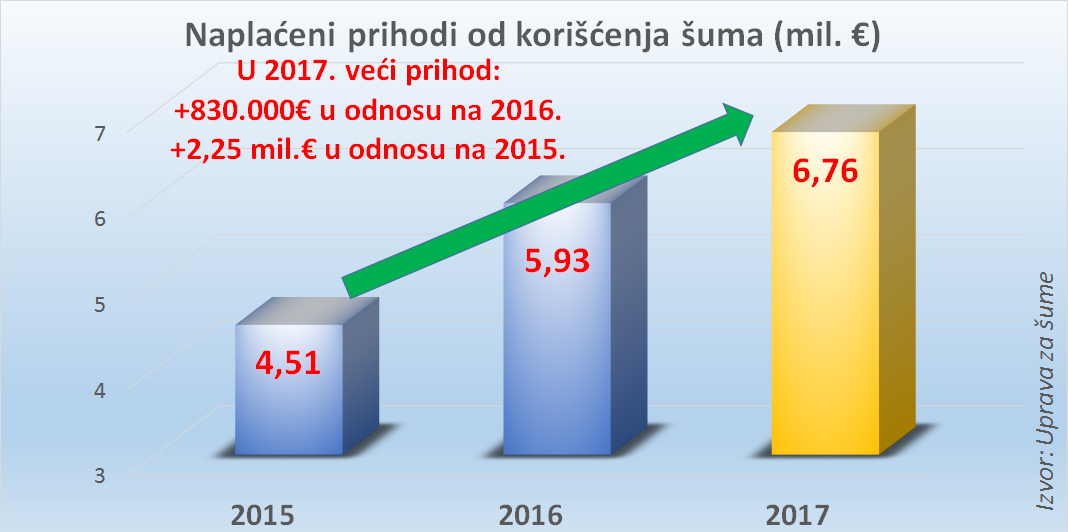 Naplaćeni prihodi od korišćenja šuma (mil. €)
U 2017. veći prihod:
+830.000€ u odnosu na 2016.
+2,25 mil.€ u odnosu na 2015.
7
6
5
4
3
4,51
5,93
6,76
2015
2016
2017
Izvor: Uprava za šume